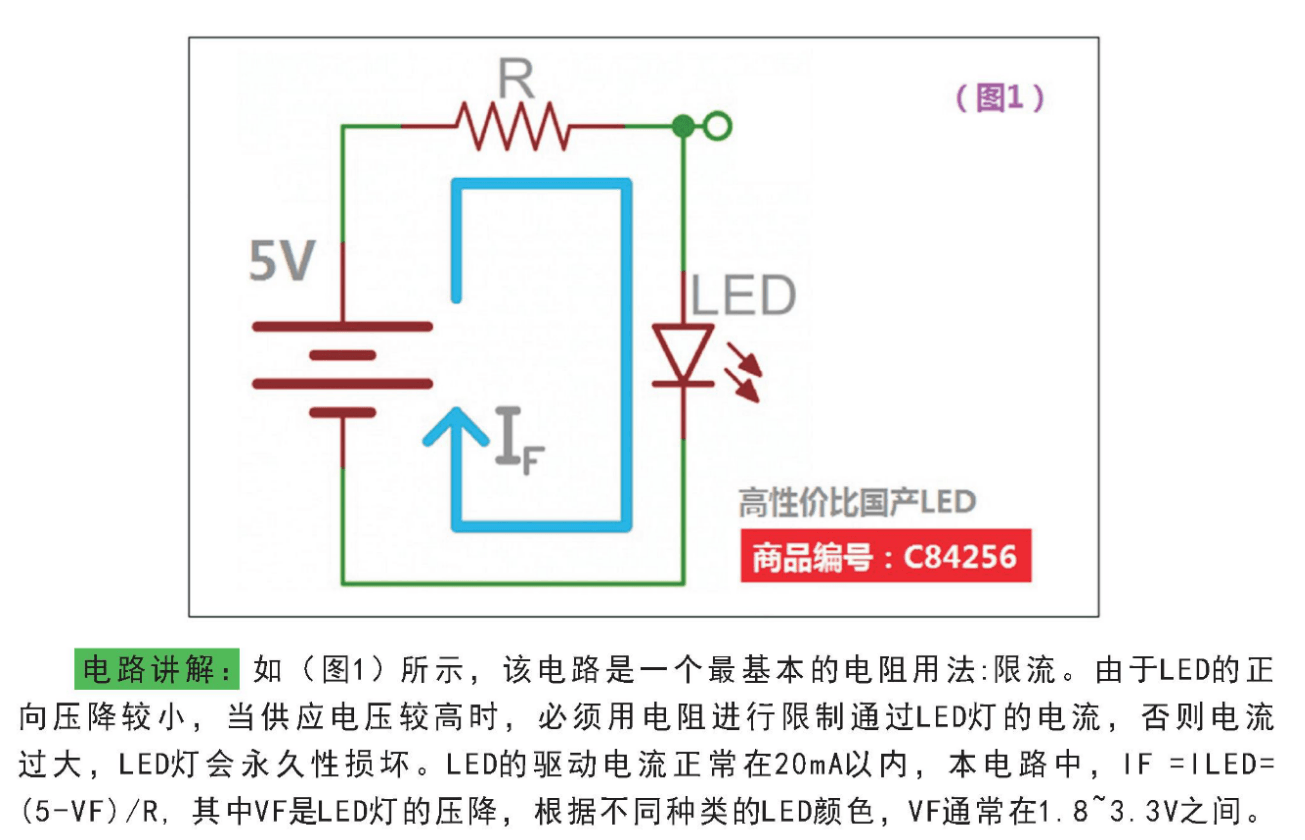 R
（图1）
5V
LED
IF
高性价比国产LED
商品编号：C84256
电路讲解：如（图1）所示，该电路是一个最基本的电阻用法:限流。由于LED的正
向压降较小，当供应电压较高时，必须用电阻进行限制通过LED灯的电流，否则电流
过大，LED灯会永久性损坏。LED的驱动电流正常在20mA以内，本电路中，IF =ILED=
(5-VF)/R, 其中VF是LED灯的压降，根据不同种类的LED颜色，VF通常在1.8~3.3V之间。